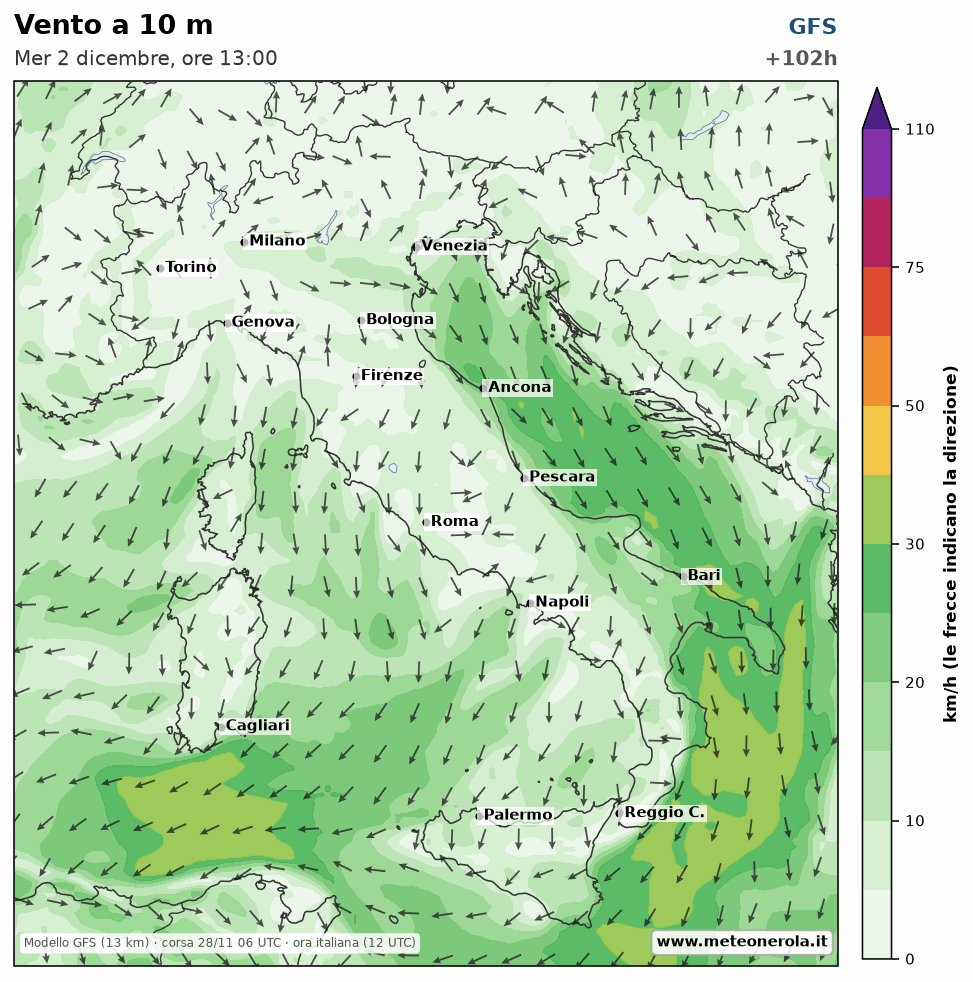 Vento a 10 m
GFS
Mer 2 dicembre, ore 13:00
+102h
110
75
50
30
20
10
0
km/h (le frecce indicano la direzione)
Milano
Venezia
Torino
Genova
Bologna
Firenze
Ancona
Pescara
Roma
Bari
Napoli
Cagliari
Palermo
Reggio C.
Modello GFS (13 km) · corsa 28/11 06 UTC · ora italiana (12 UTC)
www.meteonerola.it